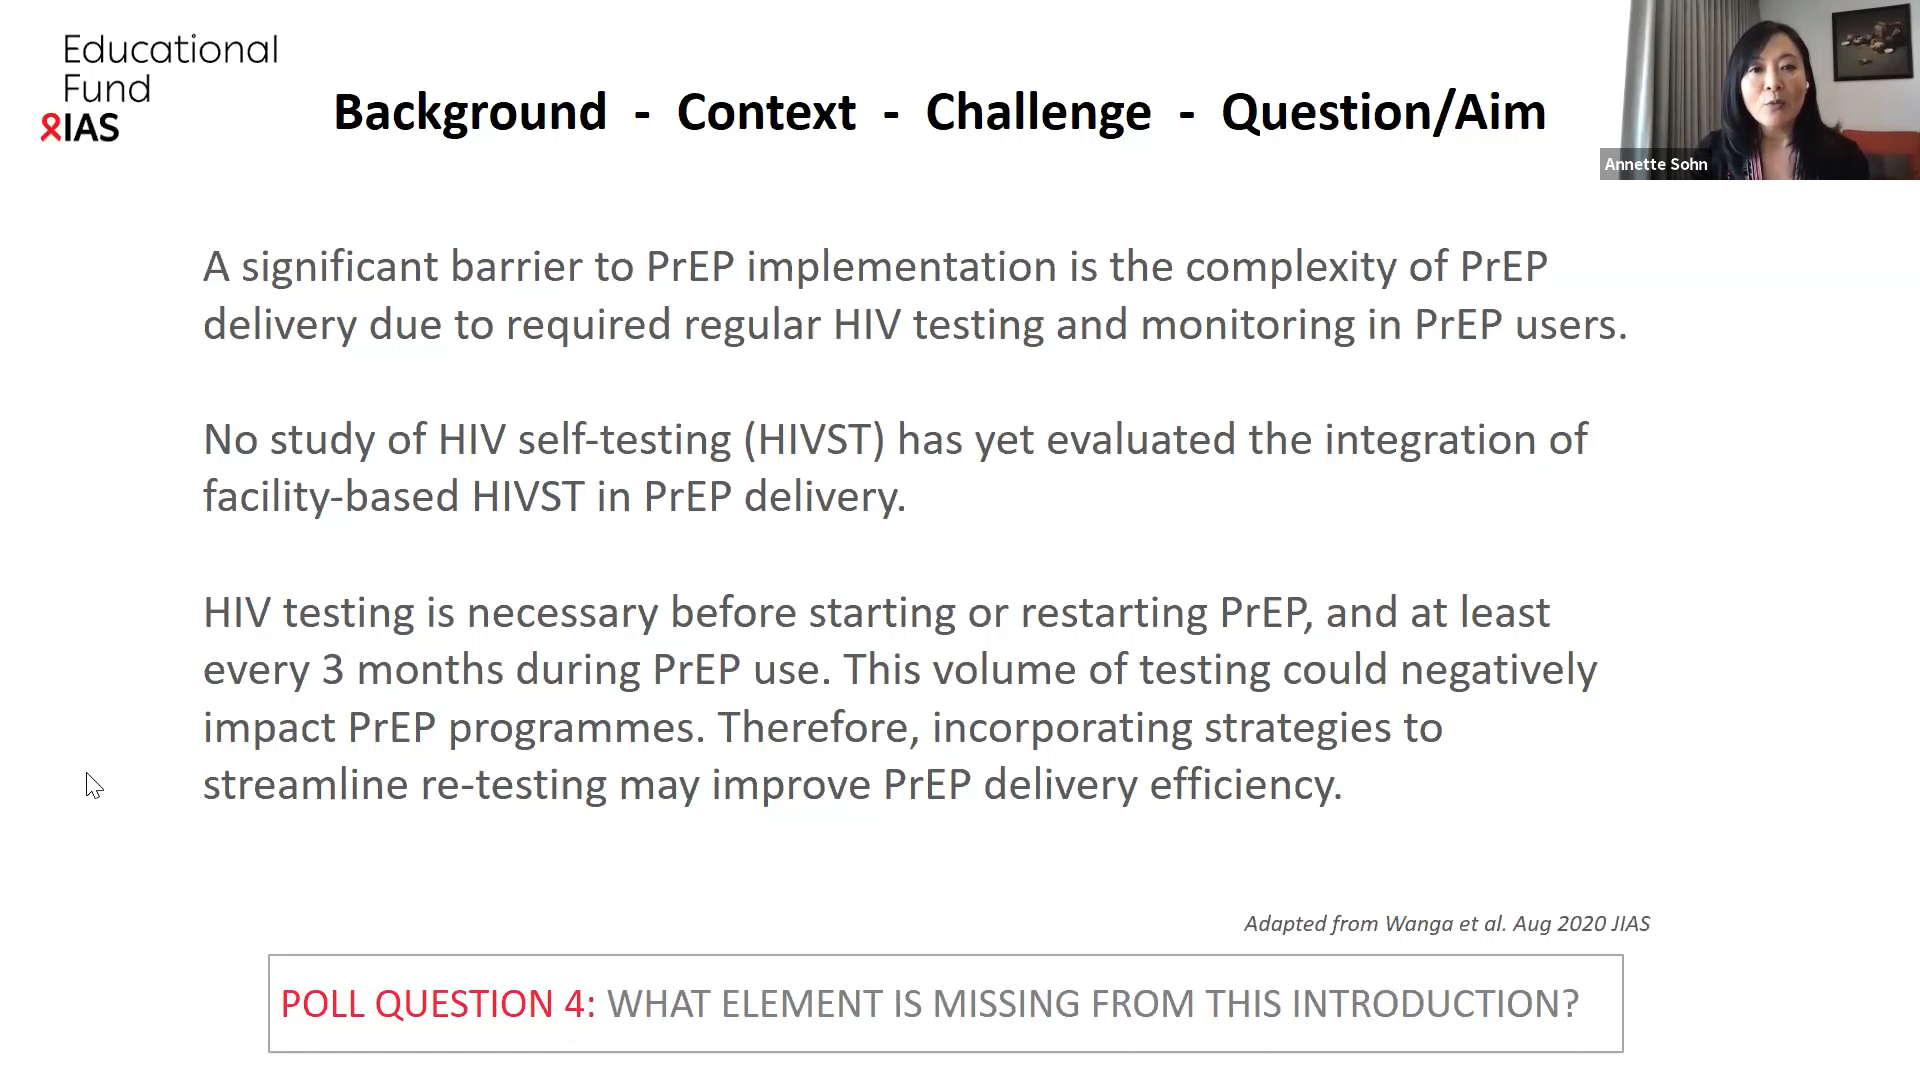 Educational
Fund
IAS
Background - Context - Challenge - Question/Aim
Annette Sohn
A significant barrier to PrEP implementation is the complexity of PrEP
delivery due to required regular HIV testing and monitoring in PrEP users.
No study of HIV self-testing (HIVST) has yet evaluated the integration of
facility-based HIVST in PrEP delivery.
HIV testing is necessary before starting or restarting PrEP, and at least
every 3 months during PrEP use. This volume of testing could negatively
impact PrEP programmes. Therefore, incorporating strategies to
streamline re-testing may improve PrEP delivery efficiency.
Adapted from Wanga et al. Aug 2020 JIAS
POLL QUESTION 4: WHAT ELEMENT IS MISSING FROM THIS INTRODUCTION?